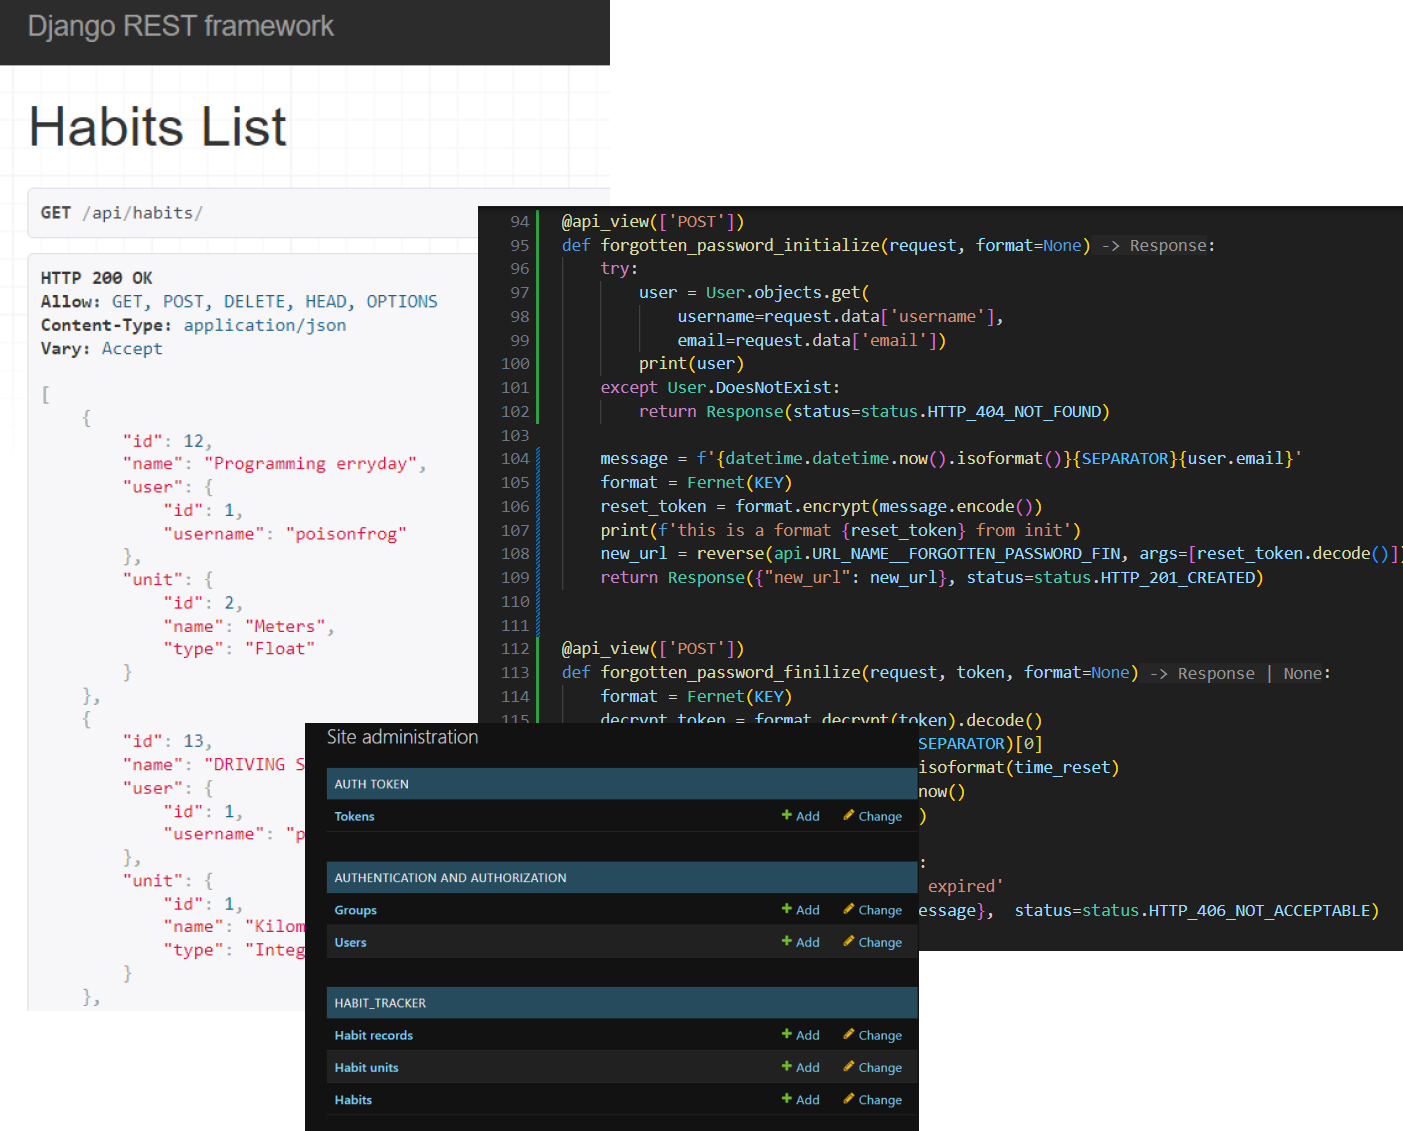 Django REST framework
Habits List
GET /api/habits/
HTTP 200 OK
Allow: GET, POST, DELETE, HEAD, OPTIONS
Content-Type: application/json
Vary: Accept
[
{
"id": 12,
"name": "Programming erryday",
"user": {
"id": 1,
"username": "poisonfrog"
},
"unit": {
"id": 2,
"name": "Meters",
"type": "Float"
}
},
{
"id": 13,
"name": "DRIVING S
"user": {
"id": 1,
"username": "p
},
"unit": {
"id": 1,
"name": "Kilom
"type": "Integ
}
},
94 @api_view(['POST'])
95 def forgotten_password_initialize(request, format=None) -> Response:
96 try:
97 user = User.objects.get(
98 username=request.data['username'],
99 email=request.data['email'])
100 print(user)
101 except User.DoesNotExist:
102 return Response(status=status.HTTP_404_NOT_FOUND)
103
104 message = f'{datetime.datetime.now().isoformat()}{SEPARATOR}{user.email}'
105 format = Fernet(KEY)
106 reset_token = format.encrypt(message.encode())
107 print(f'this is a format {reset_token} from init')
108 new_url = reverse(api.URL_NAME__FORGOTTEN_PASSWORD_FIN, args=[reset_token.decode()])
109 return Response({"new_url": new_url}, status=status.HTTP_201_CREATED)
110
111
112 @api_view(['POST'])
113 def forgotten_password_finilize(request, token, format=None) -> Response | None:
114 format = Fernet(KEY)
115 decrypt_token = format.decrypt(token).decode()
SEPARATOR)[0]
isoformat(time_reset)
now()
)
:
expired'
essage}, status=status.HTTP_406_NOT_ACCEPTABLE)
Site administration
AUTH TOKEN
Tokens Add Change
AUTHENTICATION AND AUTHORIZATION
Groups Add Change
Users Add Change
HABIT_TRACKER
Habit records Add Change
Habit units Add Change
Habits Add Change